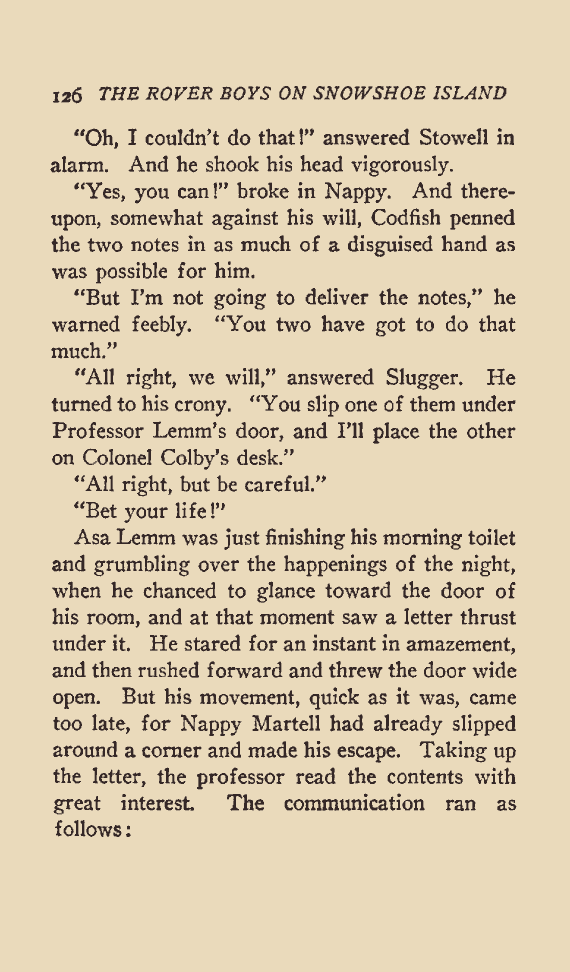 126 THE ROVER BOYS ON SNOWSHOE ISLAND
“Oh, I couldn’t do that!” answered Stowell in
alarm. And he shook his head vigorously.
“Yes, you can!” broke in Nappy. And there-
upon, somewhat against his will, Codfish penned
the two notes in as much of a disguised hand as
was possible for him.
“But I’m not going to deliver the notes,” he
warned feebly. “You two have got to do that
much.”
“All right, we will,” answered Slugger. He
turned to his crony. “You slip one of them under
Professor Lemm’s door, and I’ll place the other
on Colonel Colby’s desk.”
“All right, but be careful.”
“Bet your life!”
Asa Lemm was just finishing his morning toilet
and grumbling over the happenings of the night,
when he chanced to glance toward the door of
his room, and at that moment saw a letter thrust
under it. He stared for an instant in amazement,
and then rushed forward and threw the door wide
open. But his movement, quick as it was, came
too late, for Nappy Martell had already slipped
around a corner and made his escape. Taking up
the letter, the professor read the contents with
great interest. The communication ran as
follows: